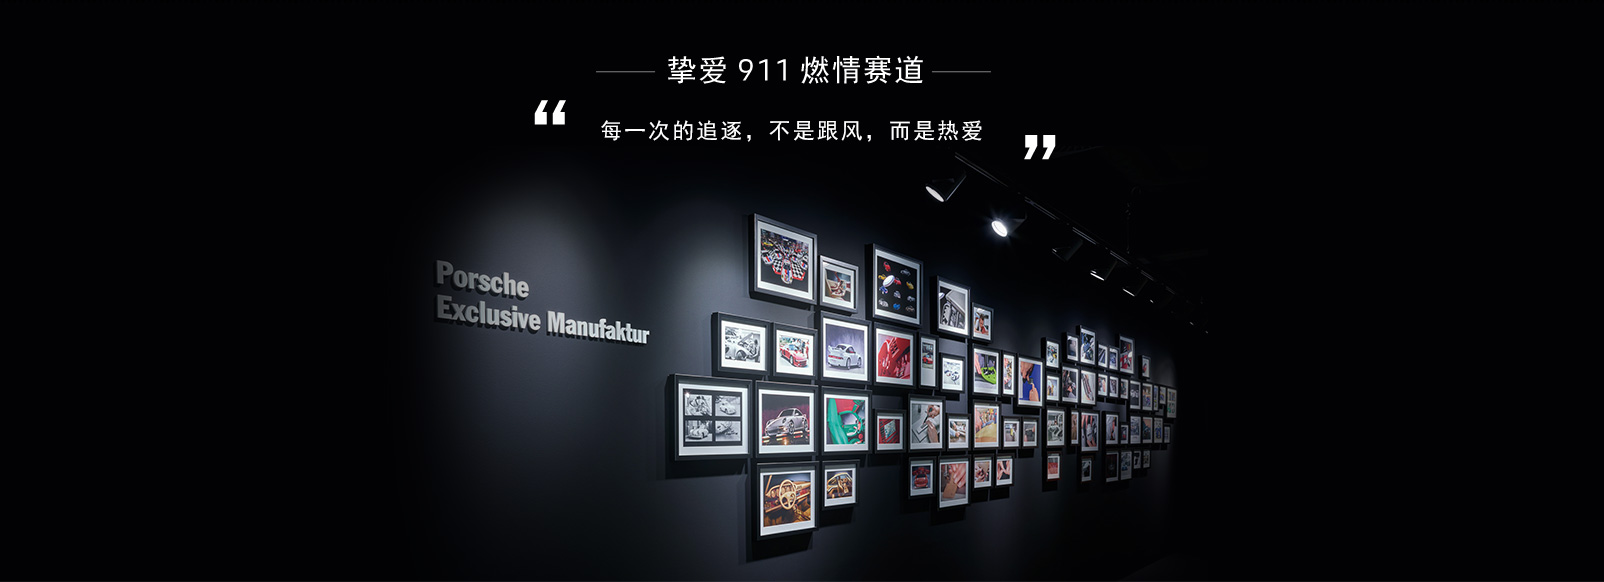 挚爱 911 燃情赛道
“ 每一次的追逐，不是跟风，而是热爱 ”
Porsche
Exclusive Manufaktur